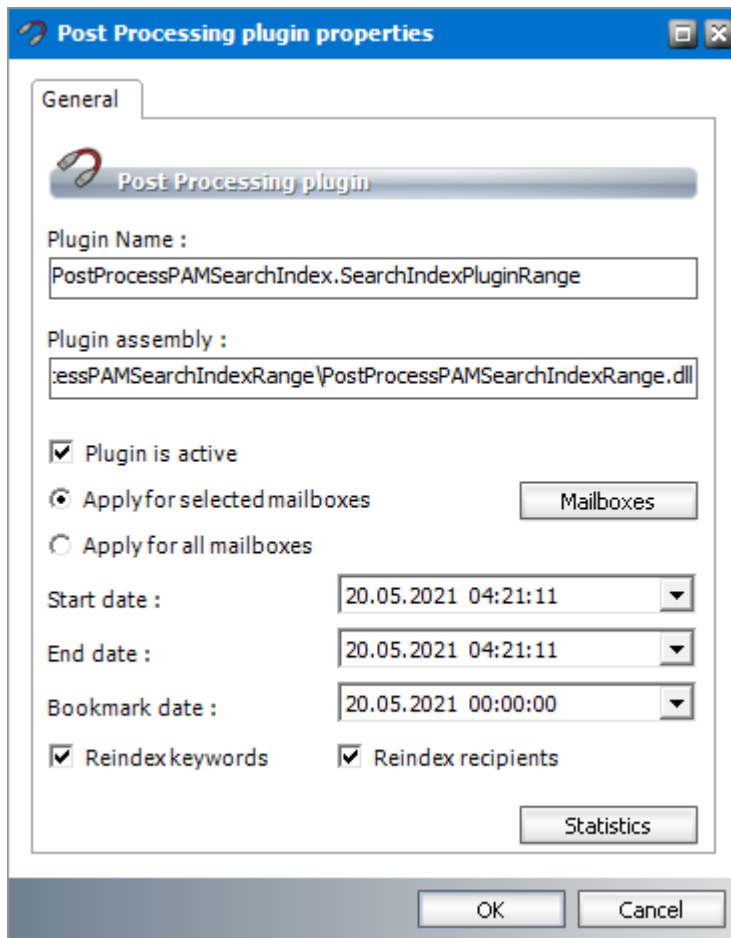 Post Processing plugin properties
General
Post Processing plugin
Plugin Name :
PostProcessPAMSearchIndex.SearchIndexPluginRange
Plugin assembly :
:essPAMSearchIndexRange\PostProcessPAMSearchIndexRange.dll
Plugin is active
Apply for selected mailboxes
Mailboxes
Apply for all mailboxes
Start date :
20.05.2021 04:21:11
End date :
20.05.2021 04:21:11
Bookmark date :
20.05.2021 00:00:00
Reindex keywords
Reindex recipients
Statistics
OK
Cancel